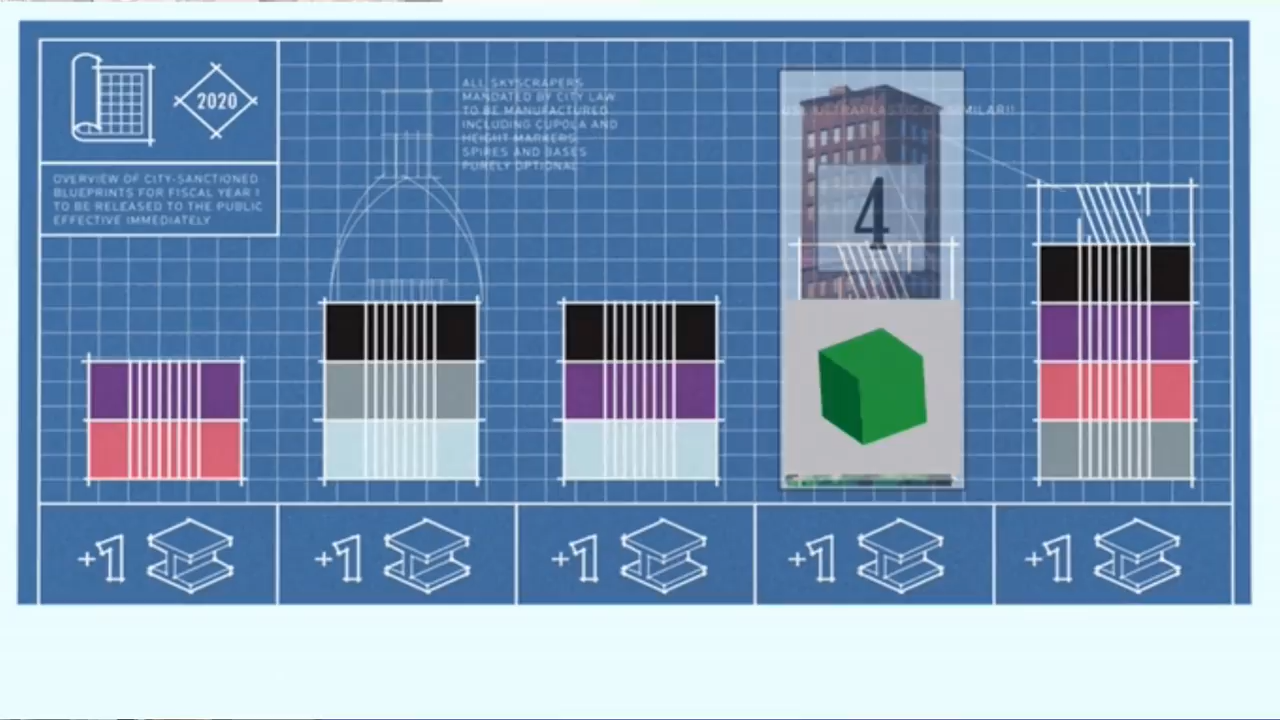 2020
OVERVIEW OF CITY-SANCTIONED
BLUEPRINTS FOR FISCAL YEAR 1
TO BE RELEASED TO THE PUBLIC
EFFECTIVE IMMEDIATELY
ALL SKYSCRAPERS
MANDATED BY CITY LAW
TO BE MANUFACTURED
INCLUDING CUPOLA AND
HEIGHT MARKERS.
SPIRES AND BASES
PURELY OPTIONAL
4
+1
+1
+1
+1
+1